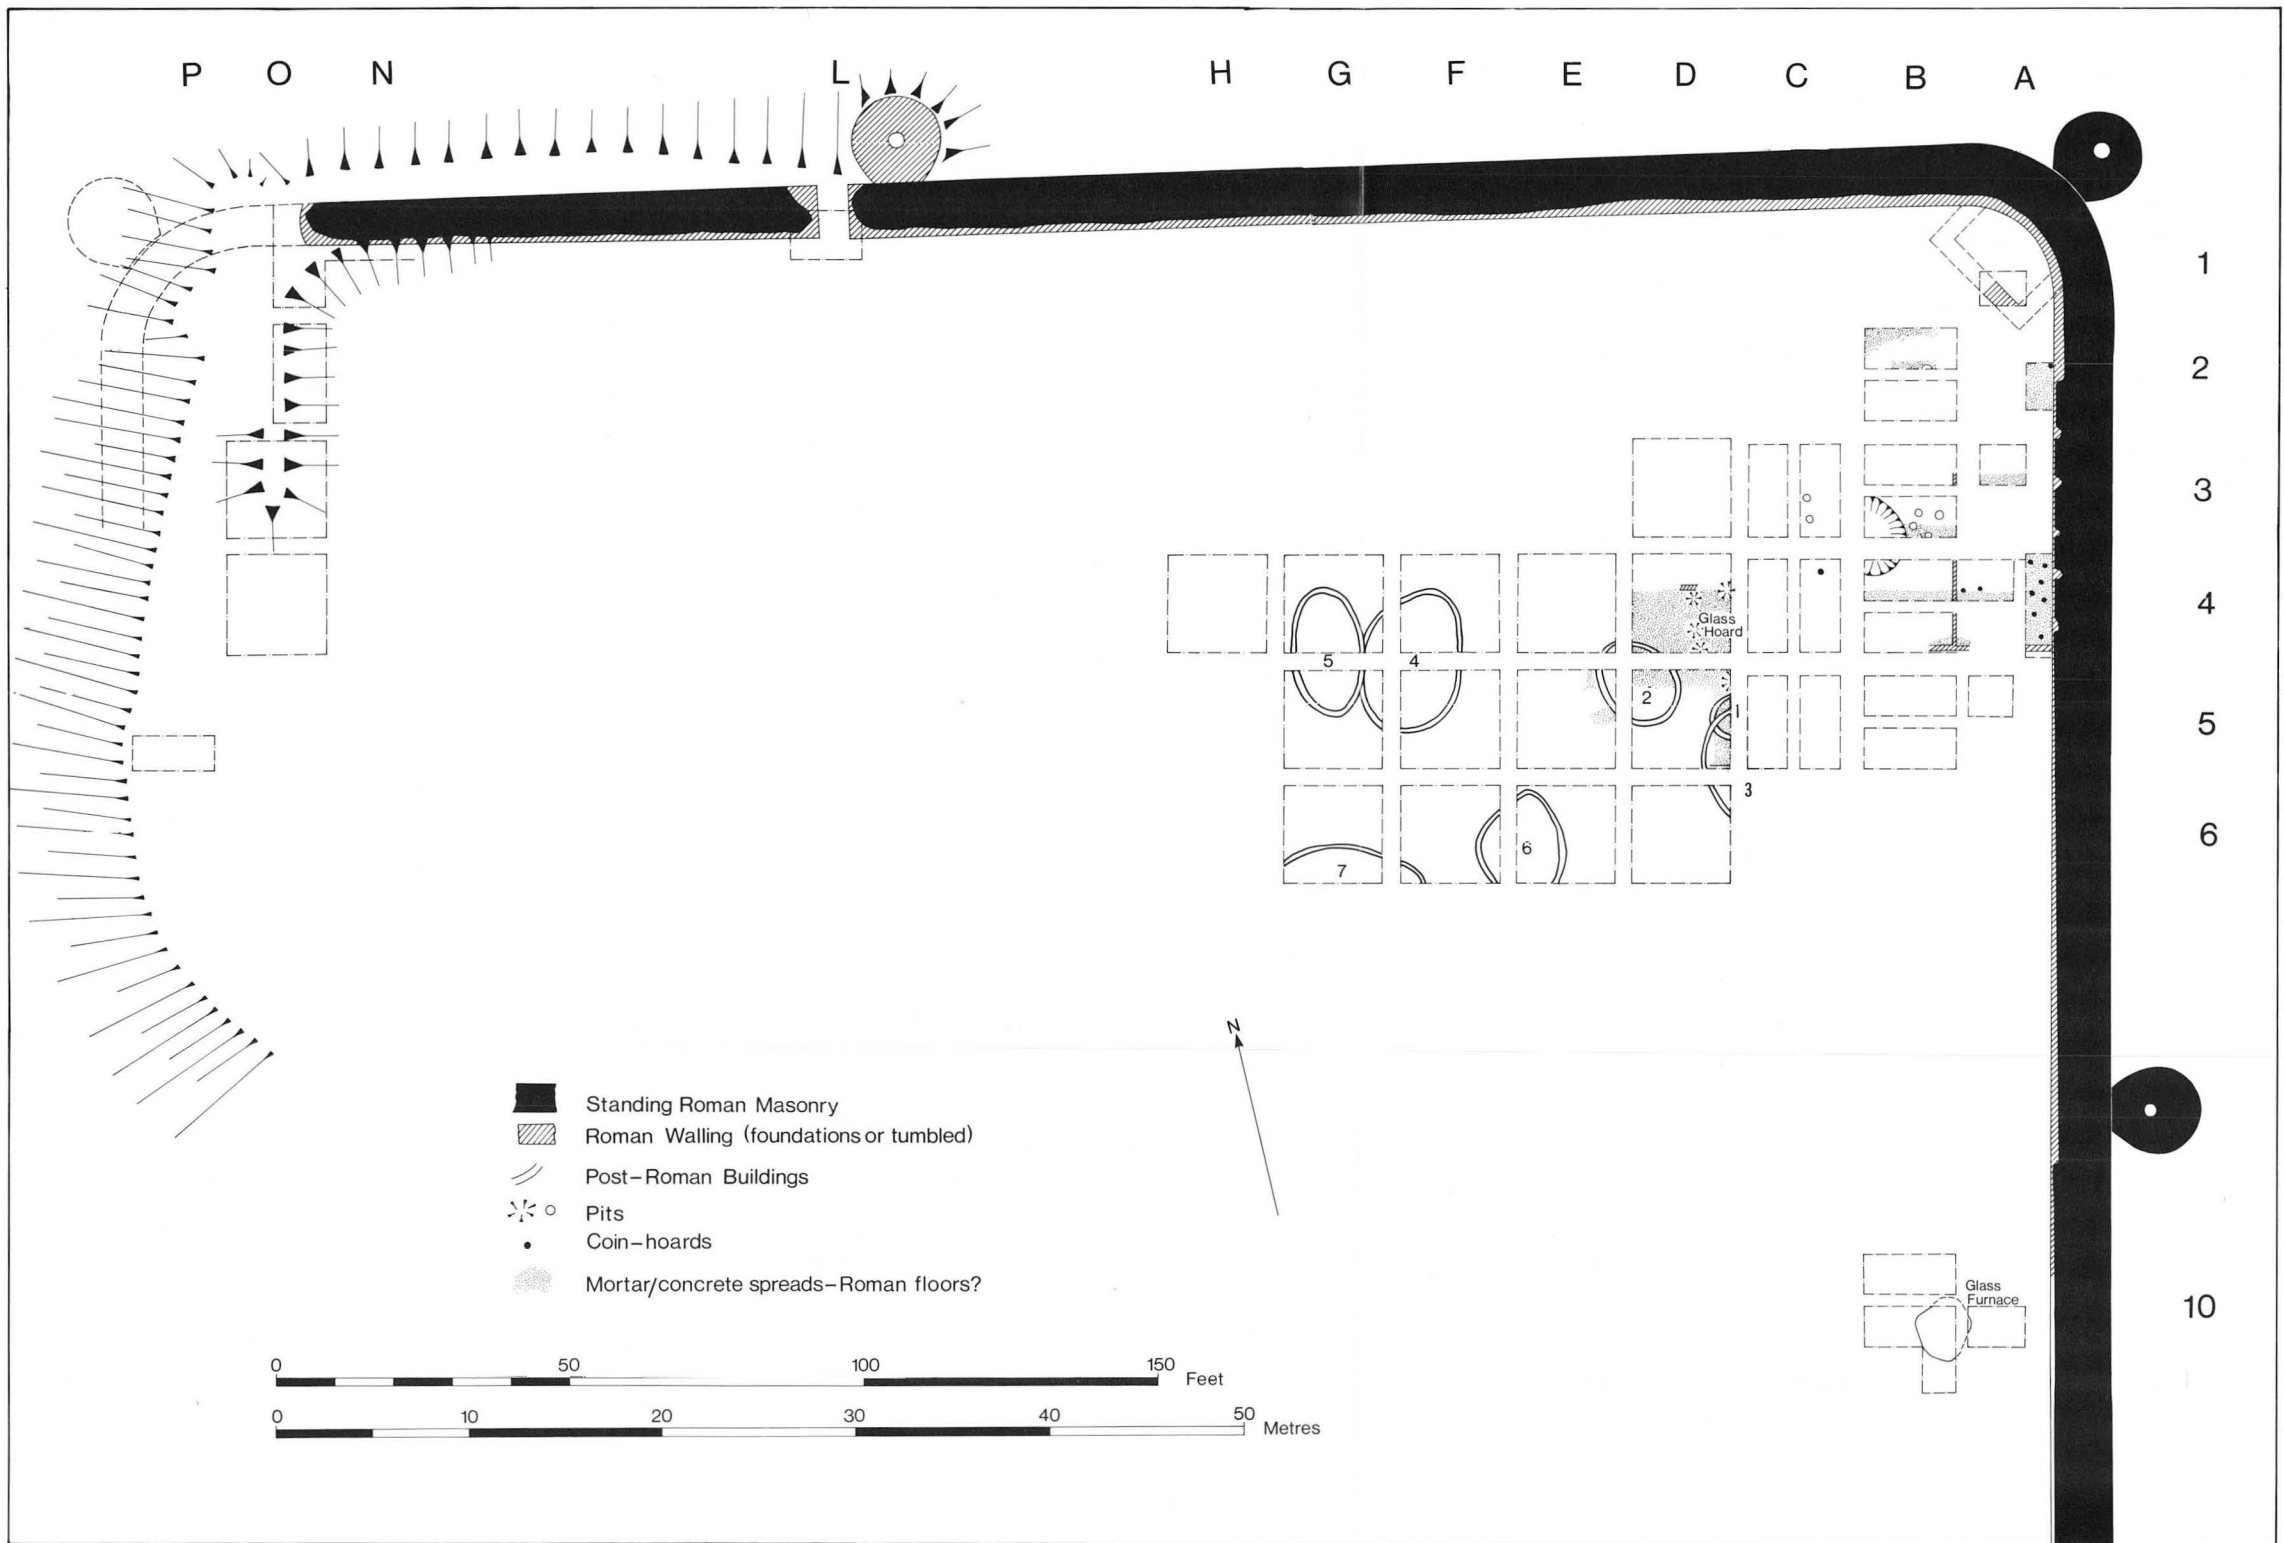 P O N L H G F E D C B A
1
2
3
4
5
6
10
Glass
Hoard
5
4
2
1
3
6
7
N
Glass
Furnace
Standing Roman Masonry
Roman Walling (foundations or tumbled)
Post-Roman Buildings
Pits
Coin-hoards
Mortar/concrete spreads-Roman floors?
0 50 100 150 Feet
0 10 20 30 40 50 Metres